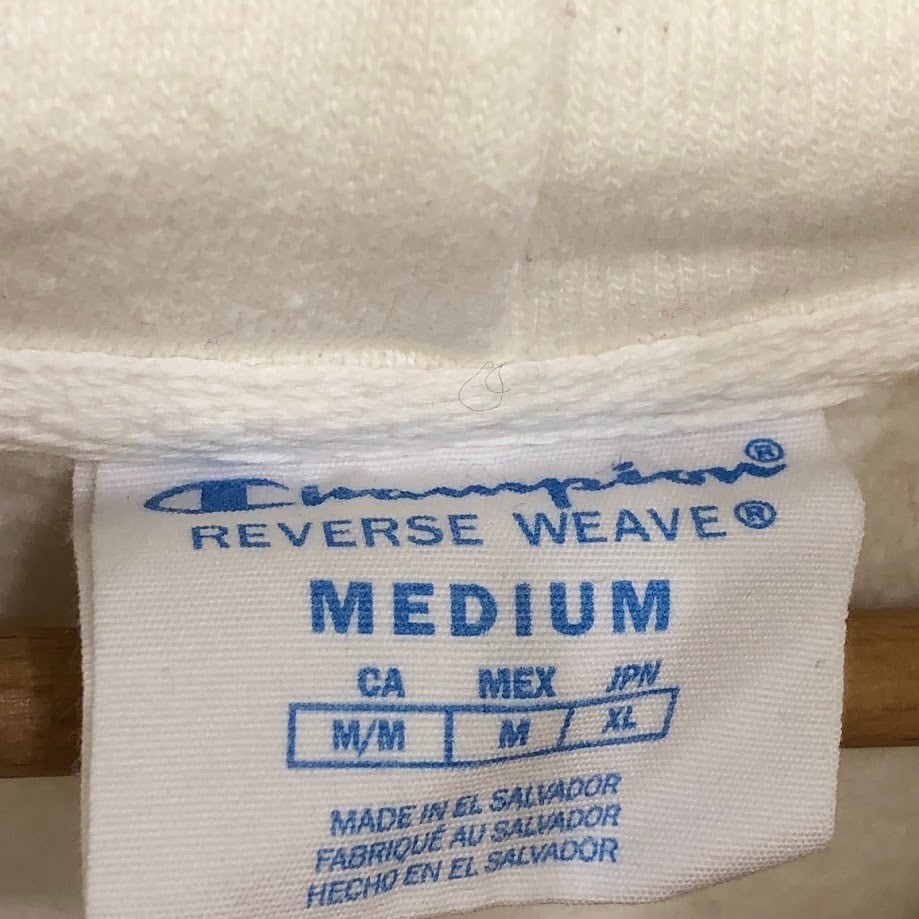 Champion®
REVERSE WEAVE®
MEDIUM
CA MEX JPN
M/M M XL
MADE IN EL SALVADOR
FABRIQUÉ AU SALVADOR
HECHO EN EL SALVADOR